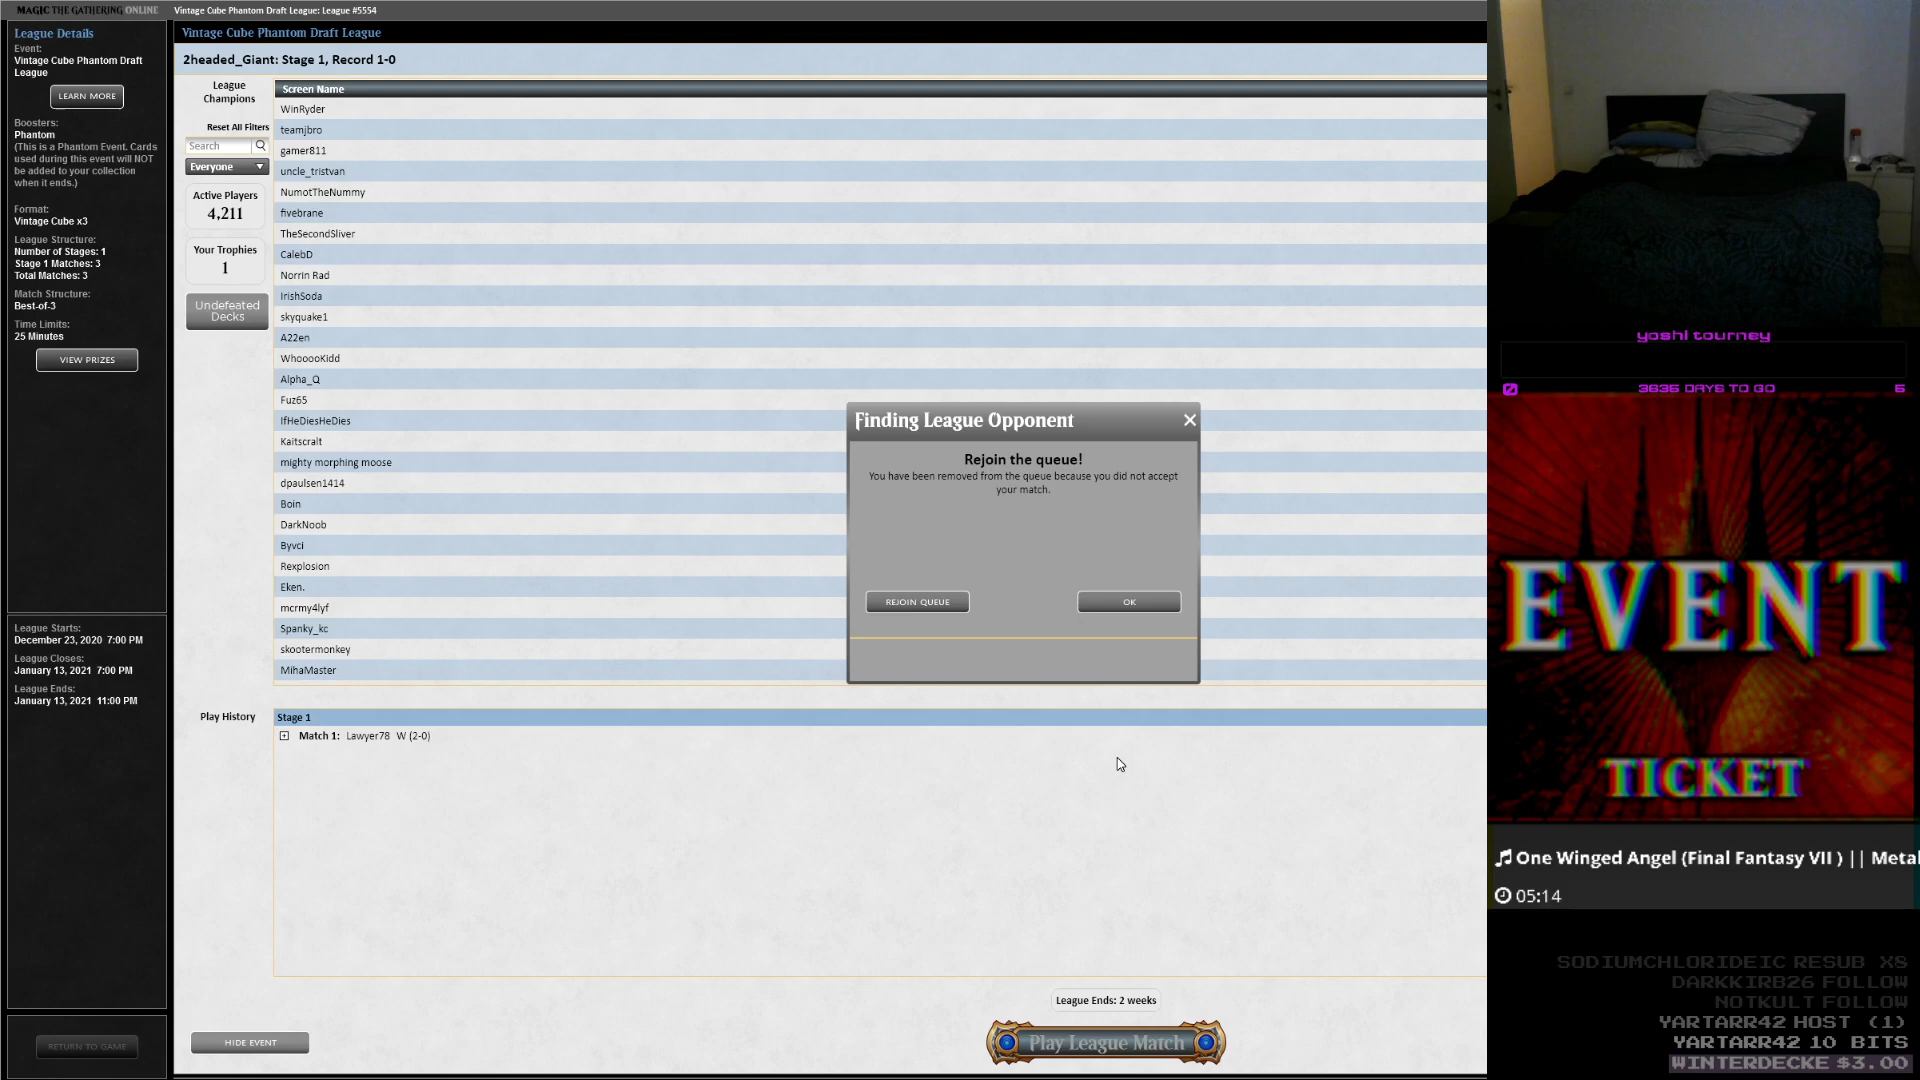 MAGIC THE GATHERING ONLINE
Vintage Cube Phantom Draft League: League #5554
League Details
Event:
Vintage Cube Phantom Draft
League
LEARN MORE
Boosters:
Phantom
(This is a Phantom Event. Cards
used during this event will NOT
be added to your collection
when it ends.)
Format:
Vintage Cube x3
League Structure:
Number of Stages: 1
Stage 1 Matches: 3
Total Matches: 3
Match Structure:
Best-of-3
Time Limits:
25 Minutes
VIEW PRIZES
League Starts:
December 23, 2020 7:00 PM
League Closes:
January 13, 2021 7:00 PM
League Ends:
January 13, 2021 11:00 PM
RETURN TO GAME
Vintage Cube Phantom Draft League
2headed_Giant: Stage 1, Record 1-0
League
Champions
Reset All Filters
Search
Everyone
Active Players
4,211
Your Trophies
1
Undefeated
Decks
Screen Name
WinRyder
teamjbro
gamer811
uncle_tristvan
NumotTheNummy
fivebrane
TheSecondSliver
CalebD
Norrin Rad
IrishSoda
skyquake1
A22en
WhooooKidd
Alpha_Q
Fuz65
IfHeDiesHeDies
Kaitscralt
mighty morphing moose
dpaulsen1414
Boin
DarkNoob
Byvci
Rexplosion
Eken.
mcrmy4lyf
Spanky_kc
skootermonkey
MihaMaster
Finding League Opponent
Rejoin the queue!
You have been removed from the queue because you did not accept
your match.
REJOIN QUEUE
OK
Play History
Stage 1
Match 1: Lawyer78 W (2-0)
League Ends: 2 weeks
HIDE EVENT
Play League Match
yoshi tourney
0 3635 DAYS TO GO 5
EVENT
TICKET
One Winged Angel (Final Fantasy VII ) || Metal
05:14
SODIUMCHLORIDEIC RESUB X8
DARKKIRB26 FOLLOW
NOTKULT FOLLOW
YARTARR42 HOST (1)
YARTARR42 10 BITS
WINTERDECKE $3.00